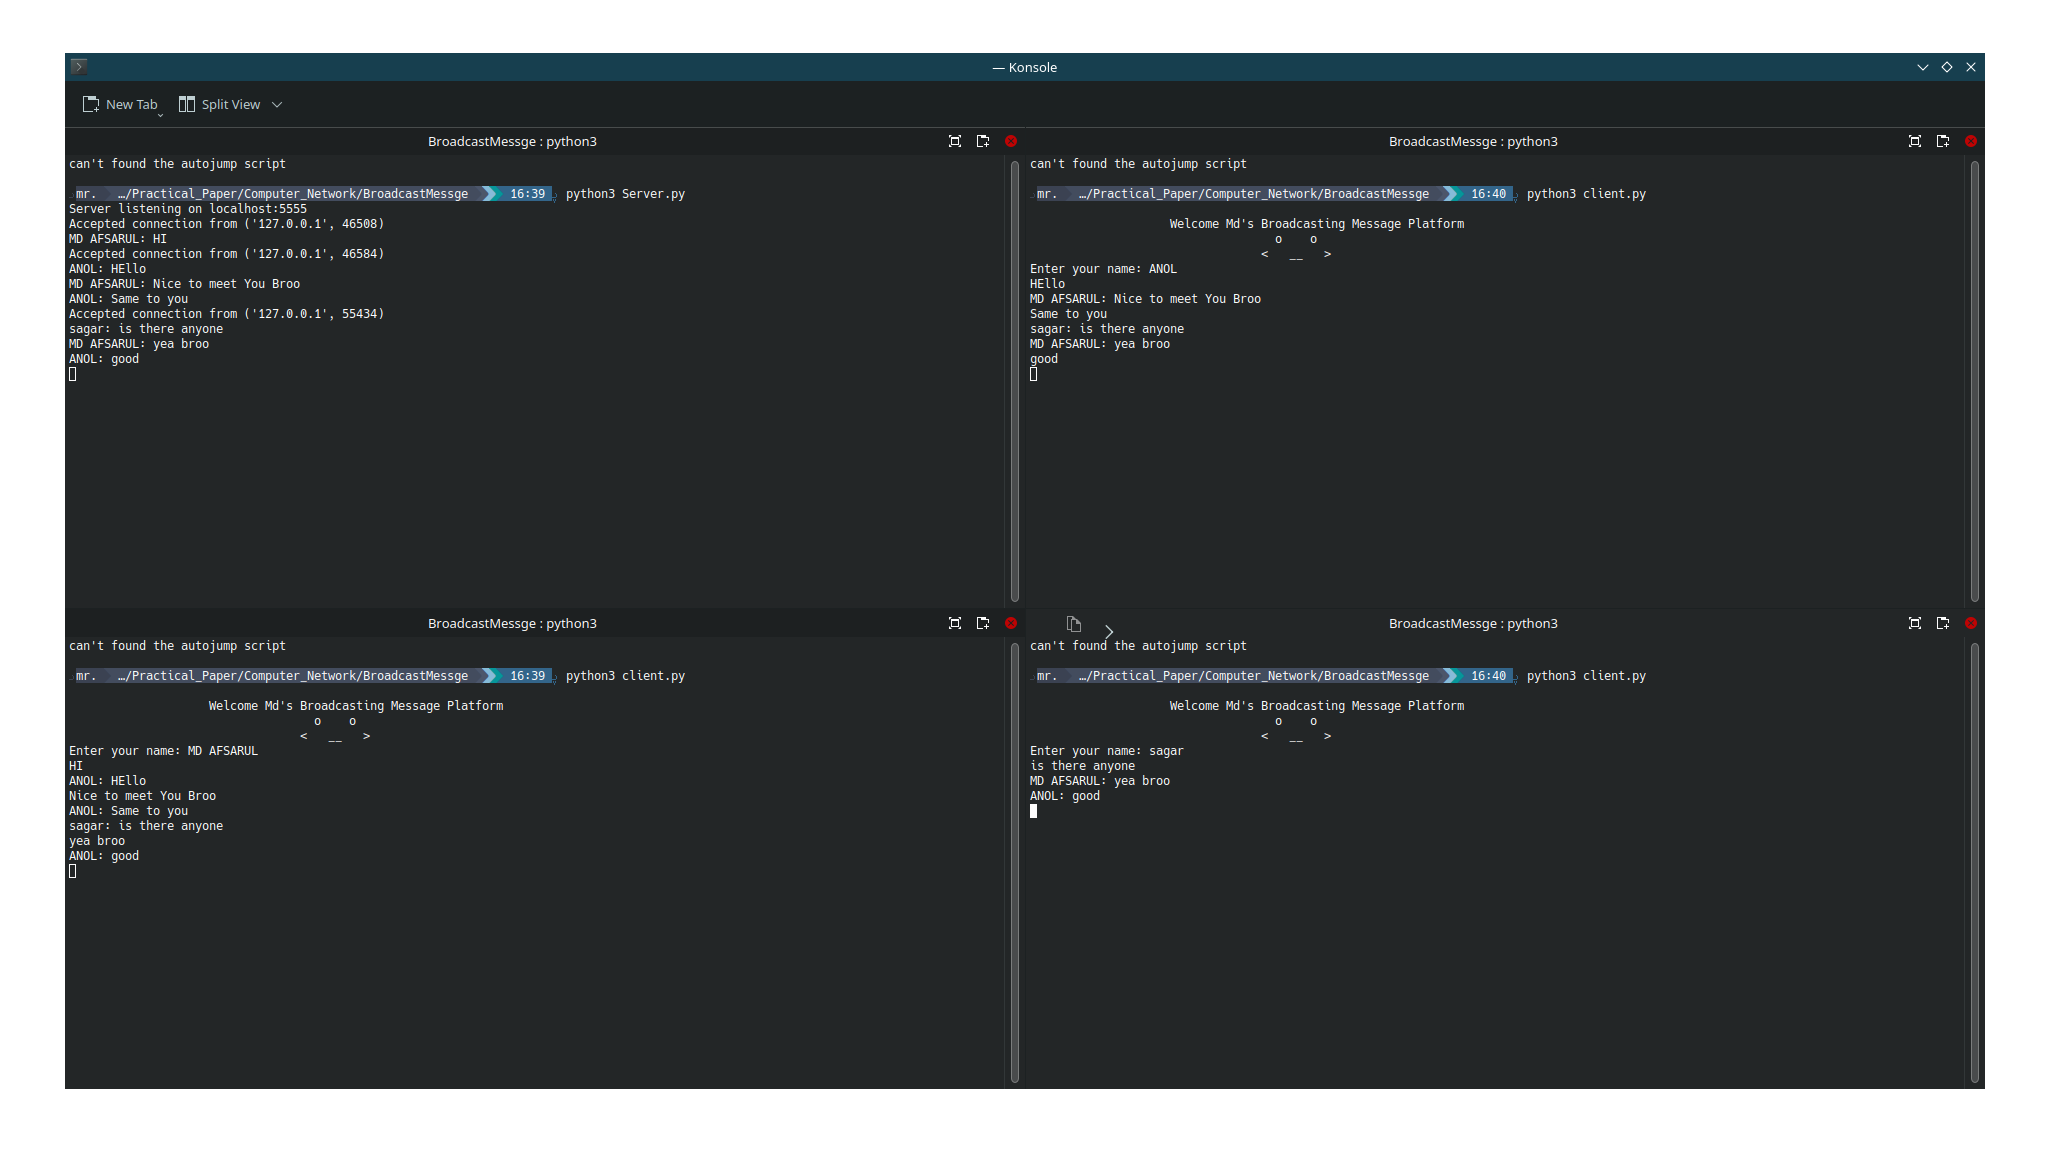 — Konsole
New Tab Split View
BroadcastMessge : python3
can't found the autojump script
mr. …/Practical_Paper/Computer_Network/BroadcastMessge 16:39 python3 Server.py
Server listening on localhost:5555
Accepted connection from ('127.0.0.1', 46508)
MD AFSARUL: HI
Accepted connection from ('127.0.0.1', 46584)
ANOL: HEllo
MD AFSARUL: Nice to meet You Broo
ANOL: Same to you
Accepted connection from ('127.0.0.1', 55434)
sagar: is there anyone
MD AFSARUL: yea broo
ANOL: good
BroadcastMessge : python3
can't found the autojump script
mr. …/Practical_Paper/Computer_Network/BroadcastMessge 16:40 python3 client.py
Welcome Md's Broadcasting Message Platform
o o
< __ >
Enter your name: ANOL
HEllo
MD AFSARUL: Nice to meet You Broo
Same to you
sagar: is there anyone
MD AFSARUL: yea broo
good
BroadcastMessge : python3
can't found the autojump script
mr. …/Practical_Paper/Computer_Network/BroadcastMessge 16:39 python3 client.py
Welcome Md's Broadcasting Message Platform
o o
< __ >
Enter your name: MD AFSARUL
HI
ANOL: HEllo
Nice to meet You Broo
ANOL: Same to you
sagar: is there anyone
yea broo
ANOL: good
BroadcastMessge : python3
can't found the autojump script
mr. …/Practical_Paper/Computer_Network/BroadcastMessge 16:40 python3 client.py
Welcome Md's Broadcasting Message Platform
o o
< __ >
Enter your name: sagar
is there anyone
MD AFSARUL: yea broo
ANOL: good